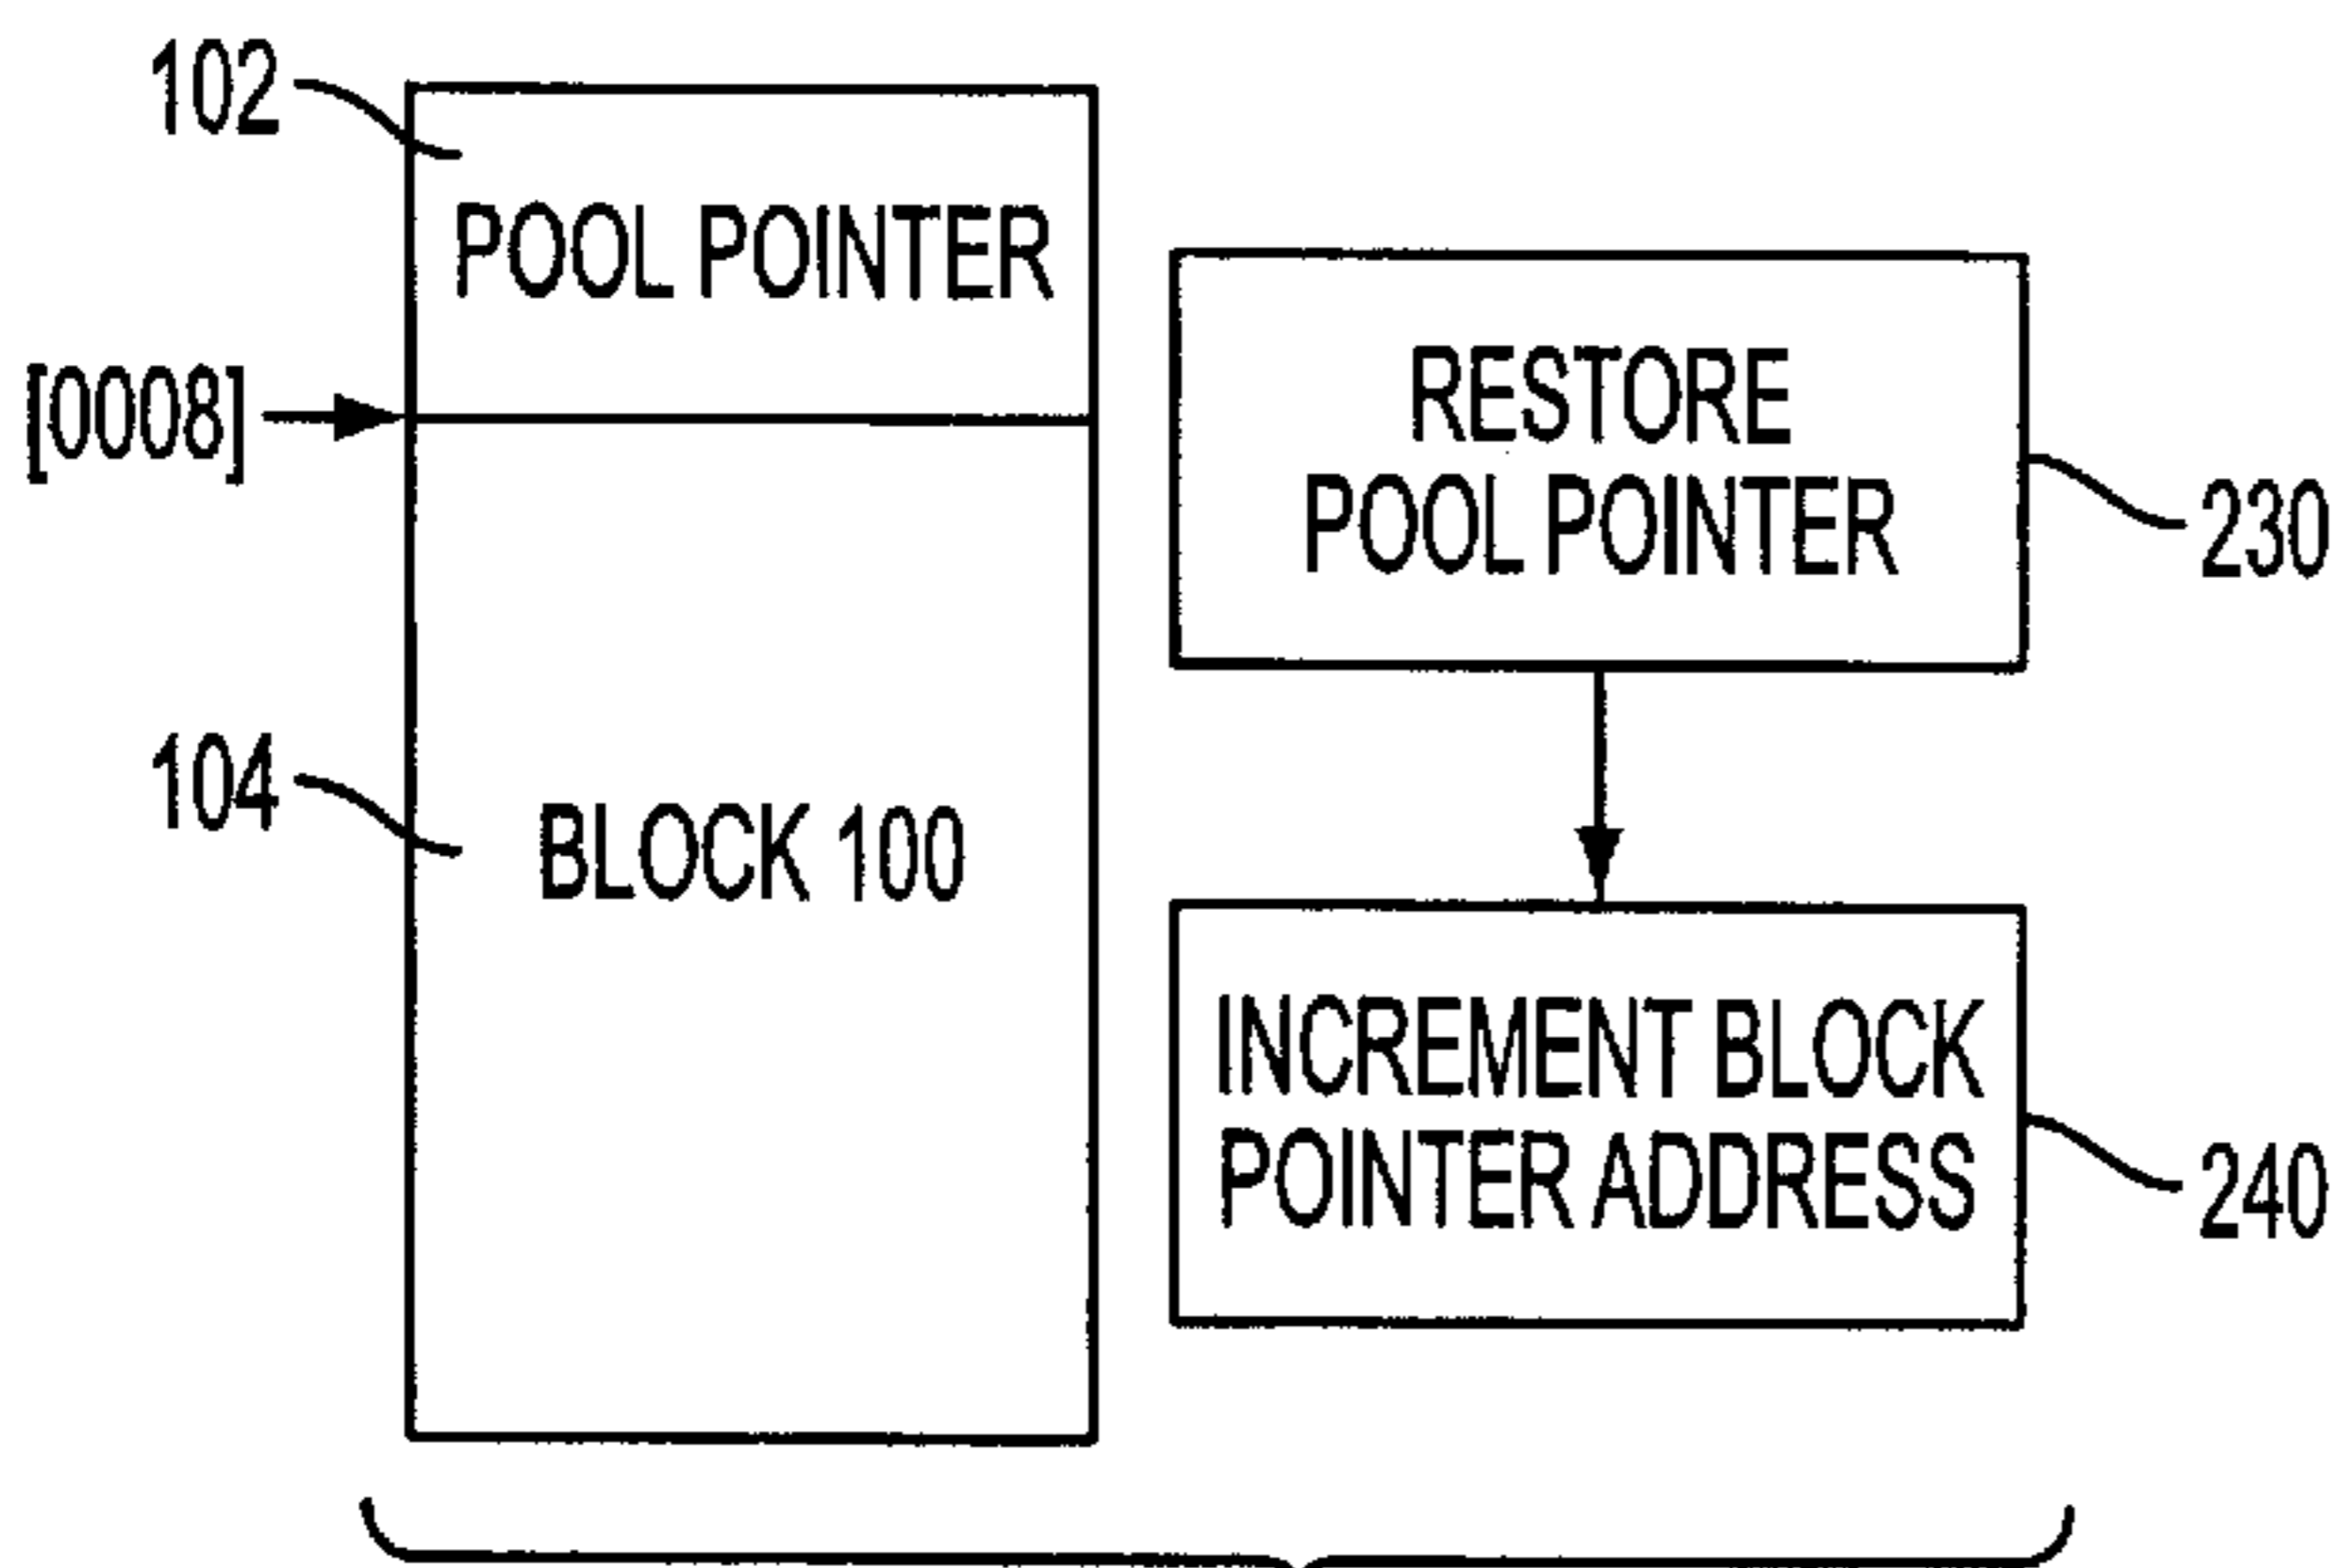 102
POOL POINTER
[0008]
104
BLOCK 100
RESTORE
POOL POINTER
230
INCREMENT BLOCK
POINTER ADDRESS
240